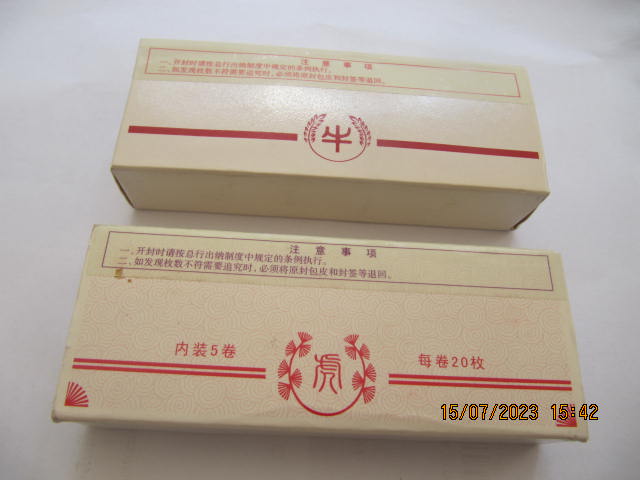 注意事项
一、开封时请按总行出纳制度中规定的条例执行。
二、如发现枚数不符需要追究时，必须将原封包皮和封签等退回。
牛
注意事项
一、开封时请按总行出纳制度中规定的条例执行。
二、如发现枚数不符需要追究时，必须将原封包皮和封签等退回。
内装5卷
虎
每卷20枚
15/07/2023 15:42